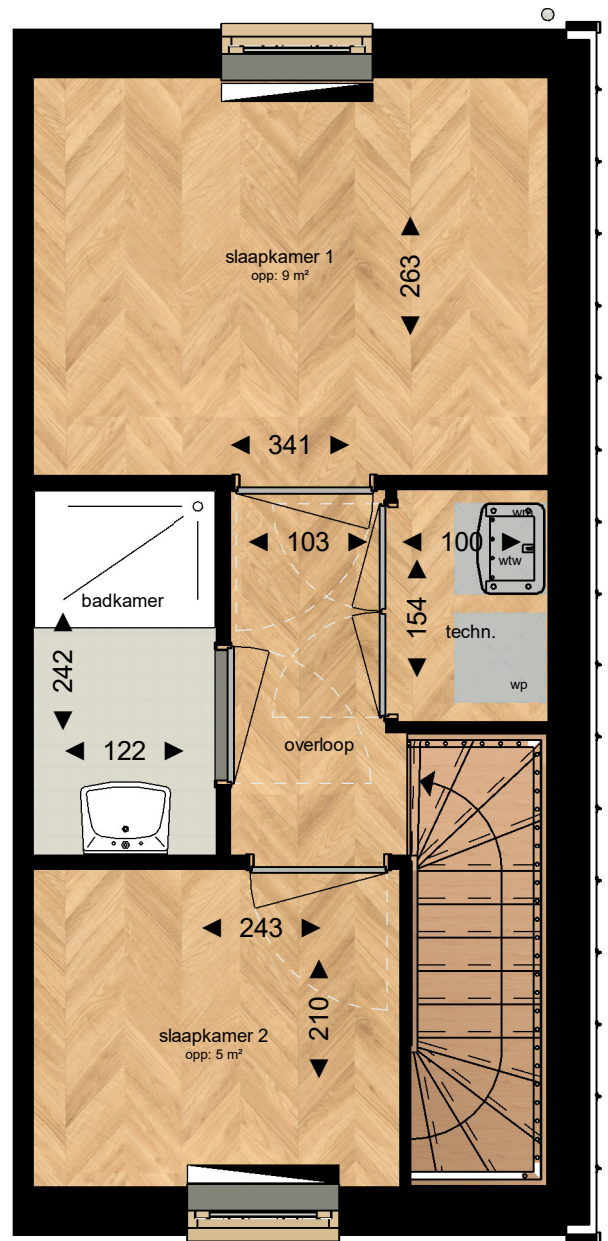 slaapkamer 1
opp: 9 m²
263
341
103
100
wm
wtw
badkamer
154
techn.
242
wp
122
overloop
243
210
slaapkamer 2
opp: 5 m²